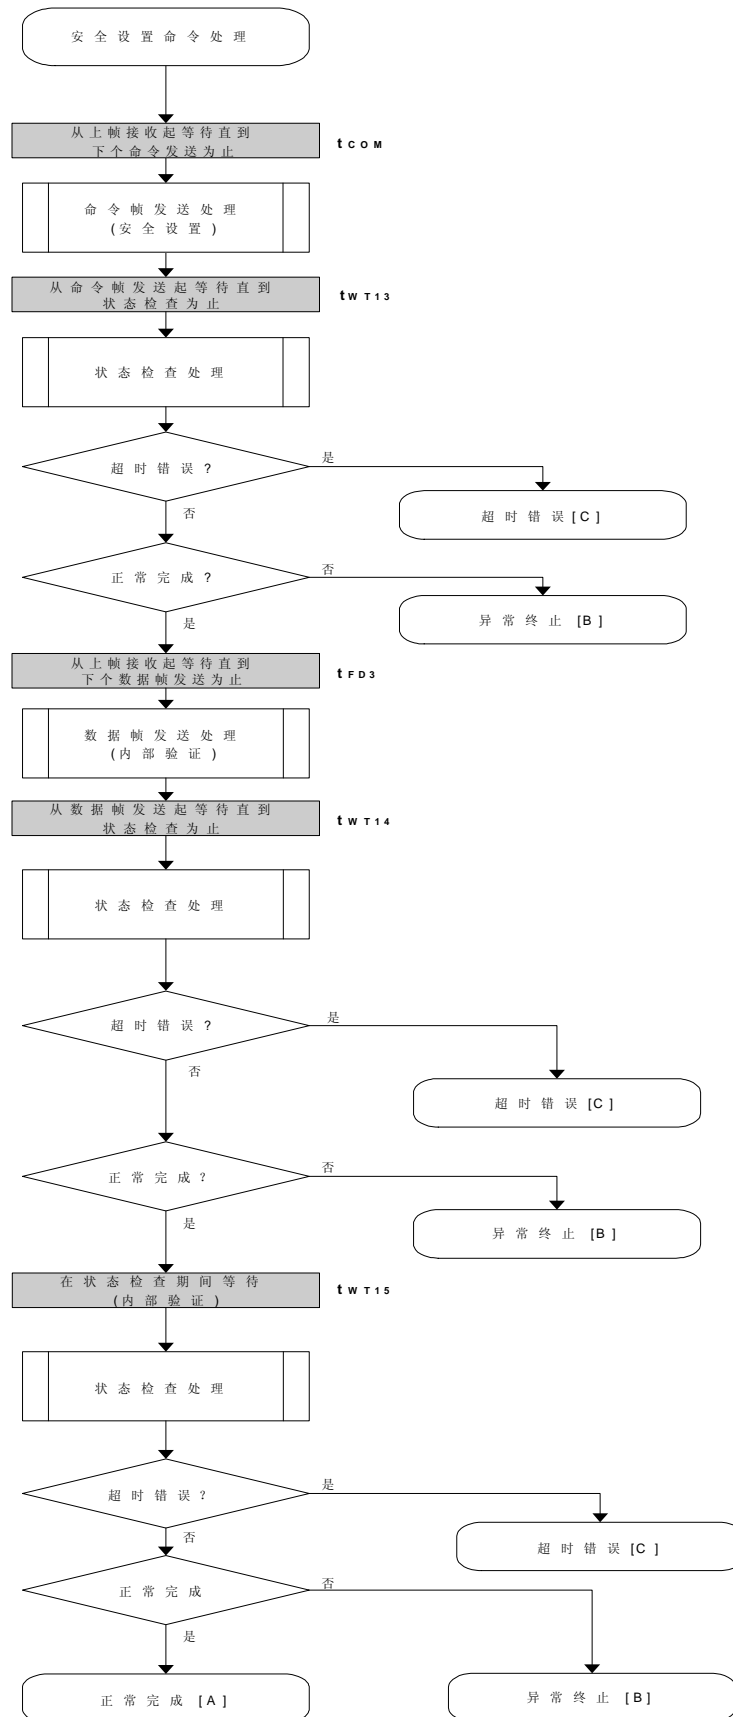 安全设置命令处理
从上帧接收起等待直到
下个命令发送为止
tCOM
命令帧发送处理
(安全设置)
从命令帧发送起等待直到
状态检查为止
tWT13
状态检查处理
超时错误?
是
超时错误[C]
否
正常完成?
否
异常终止[B]
是
从上帧接收起等待直到
下个数据帧发送为止
tFD3
数据帧发送处理
(内部验证)
从数据帧发送起等待直到
状态检查为止
tWT14
状态检查处理
超时错误?
是
超时错误[C]
否
正常完成?
否
异常终止[B]
是
在状态检查期间等待
(内部验证)
tWT15
状态检查处理
超时错误?
是
超时错误[C]
否
正常完成
否
是
正常完成[A]
异常终止[B]